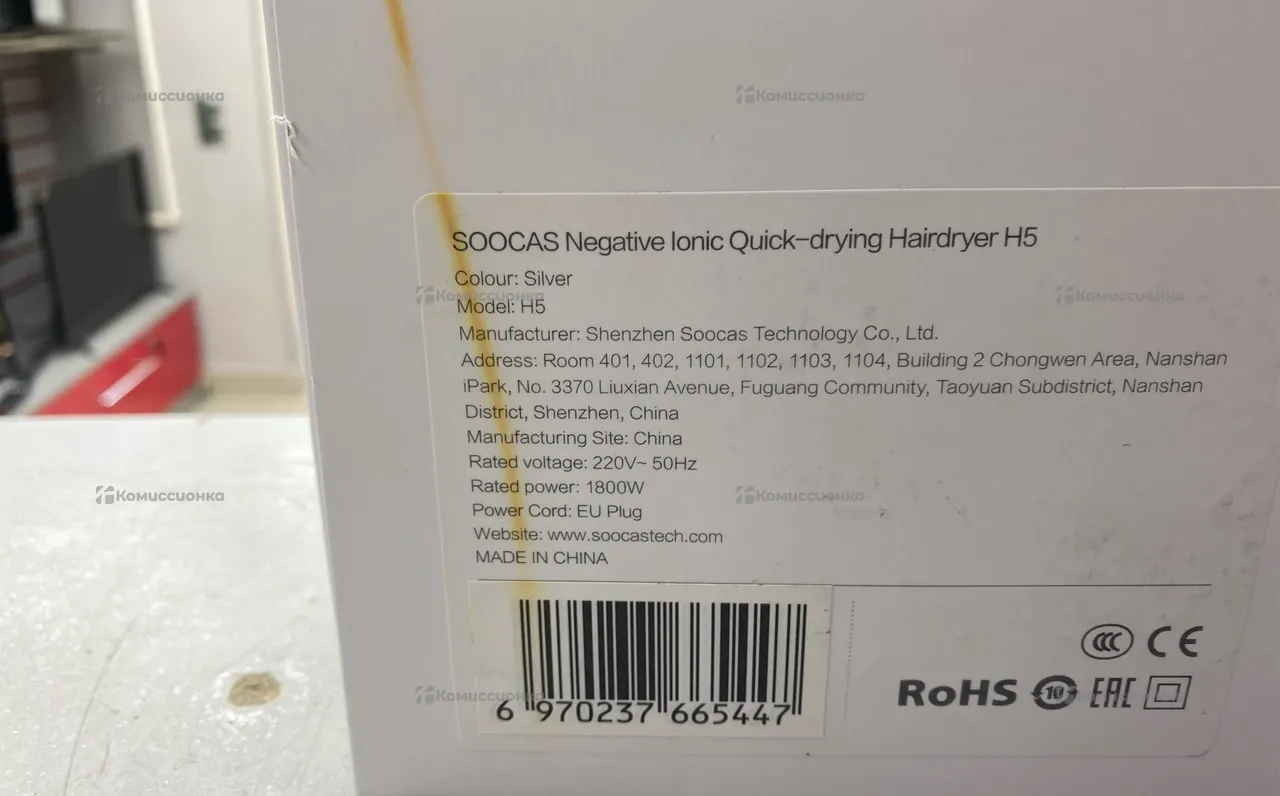 Комиссионка
Комиссионка
SOOCAS Negative Ionic Quick-drying Hairdryer H5
Colour: Silver
Комиссионка
Комиссионка
Model: H5
Manufacturer: Shenzhen Soocas Technology Co., Ltd.
Address: Room 401, 402, 1101, 1102, 1103, 1104, Building 2 Chongwen Area, Nanshan
iPark, No. 3370 Liuxian Avenue, Fuguang Community, Taoyuan Subdistrict, Nanshan
District, Shenzhen, China
Manufacturing Site: China
Rated voltage: 220V~ 50Hz
Rated power: 1800W
Комиссионка
Комиссионка
Power Cord: EU Plug
Website: www.soocastech.com
MADE IN CHINA
CCC CE
RoHS 10 EAC
Комиссионка
6 970237 665447